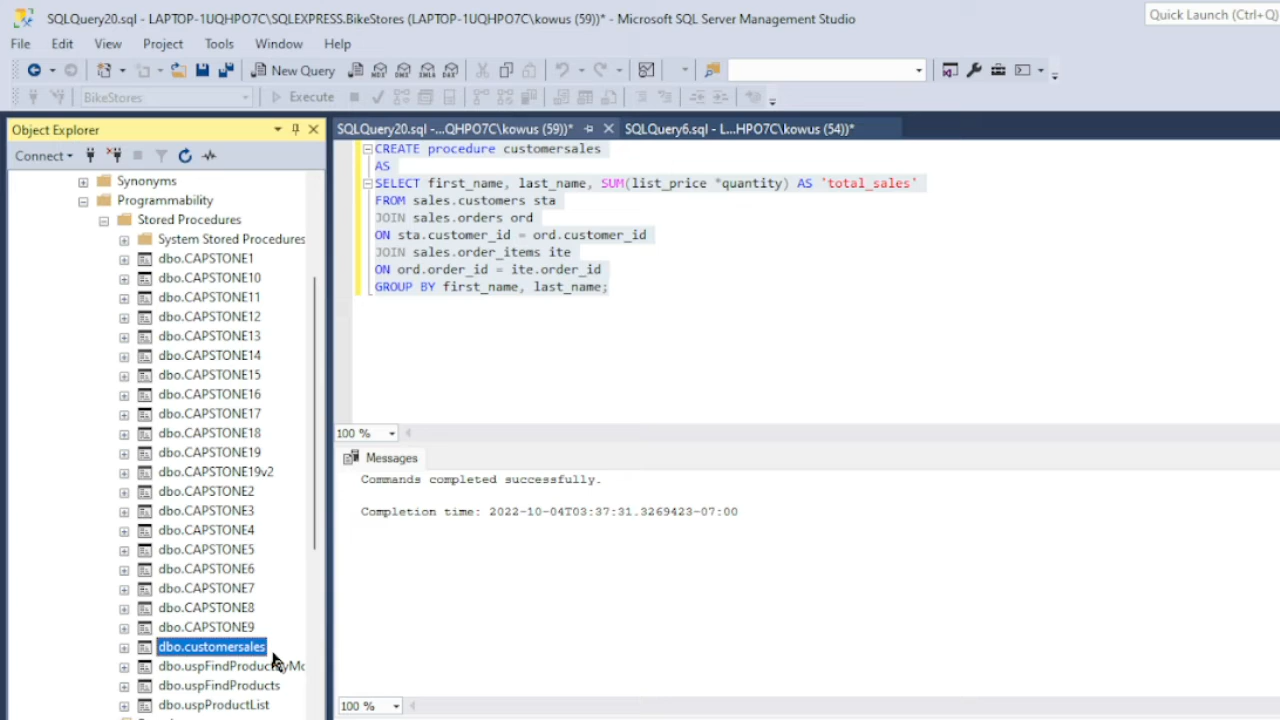 SQLQuery20.sql - LAPTOP-1UQHPO7C\SQLEXPRESS.BikeStores (LAPTOP-1UQHPO7C\kowus (59))* - Microsoft SQL Server Management Studio
Quick Launch (Ctrl+Q)
File Edit View Project Tools Window Help
New Query
BikeStores Execute
Object Explorer
SQLQuery20.sql -...QHPO7C\kowus (59))* SQLQuery6.sql - L...HPO7C\kowus (54))*
Connect
Synonyms
Programmability
Stored Procedures
System Stored Procedures
dbo.CAPSTONE1
dbo.CAPSTONE10
dbo.CAPSTONE11
dbo.CAPSTONE12
dbo.CAPSTONE13
dbo.CAPSTONE14
dbo.CAPSTONE15
dbo.CAPSTONE16
dbo.CAPSTONE17
dbo.CAPSTONE18
dbo.CAPSTONE19
dbo.CAPSTONE19v2
dbo.CAPSTONE2
dbo.CAPSTONE3
dbo.CAPSTONE4
dbo.CAPSTONE5
dbo.CAPSTONE6
dbo.CAPSTONE7
dbo.CAPSTONE8
dbo.CAPSTONE9
dbo.customersales
dbo.uspFindProducts
dbo.uspProductList
CREATE procedure customersales
AS
SELECT first_name, last_name, SUM(list_price *quantity) AS 'total_sales'
FROM sales.customers sta
JOIN sales.orders ord
ON sta.customer_id = ord.customer_id
JOIN sales.order_items ite
ON ord.order_id = ite.order_id
GROUP BY first_name, last_name;
100 %
Messages
Commands completed successfully.
Completion time: 2022-10-04T03:37:31.3269423-07:00
100 %